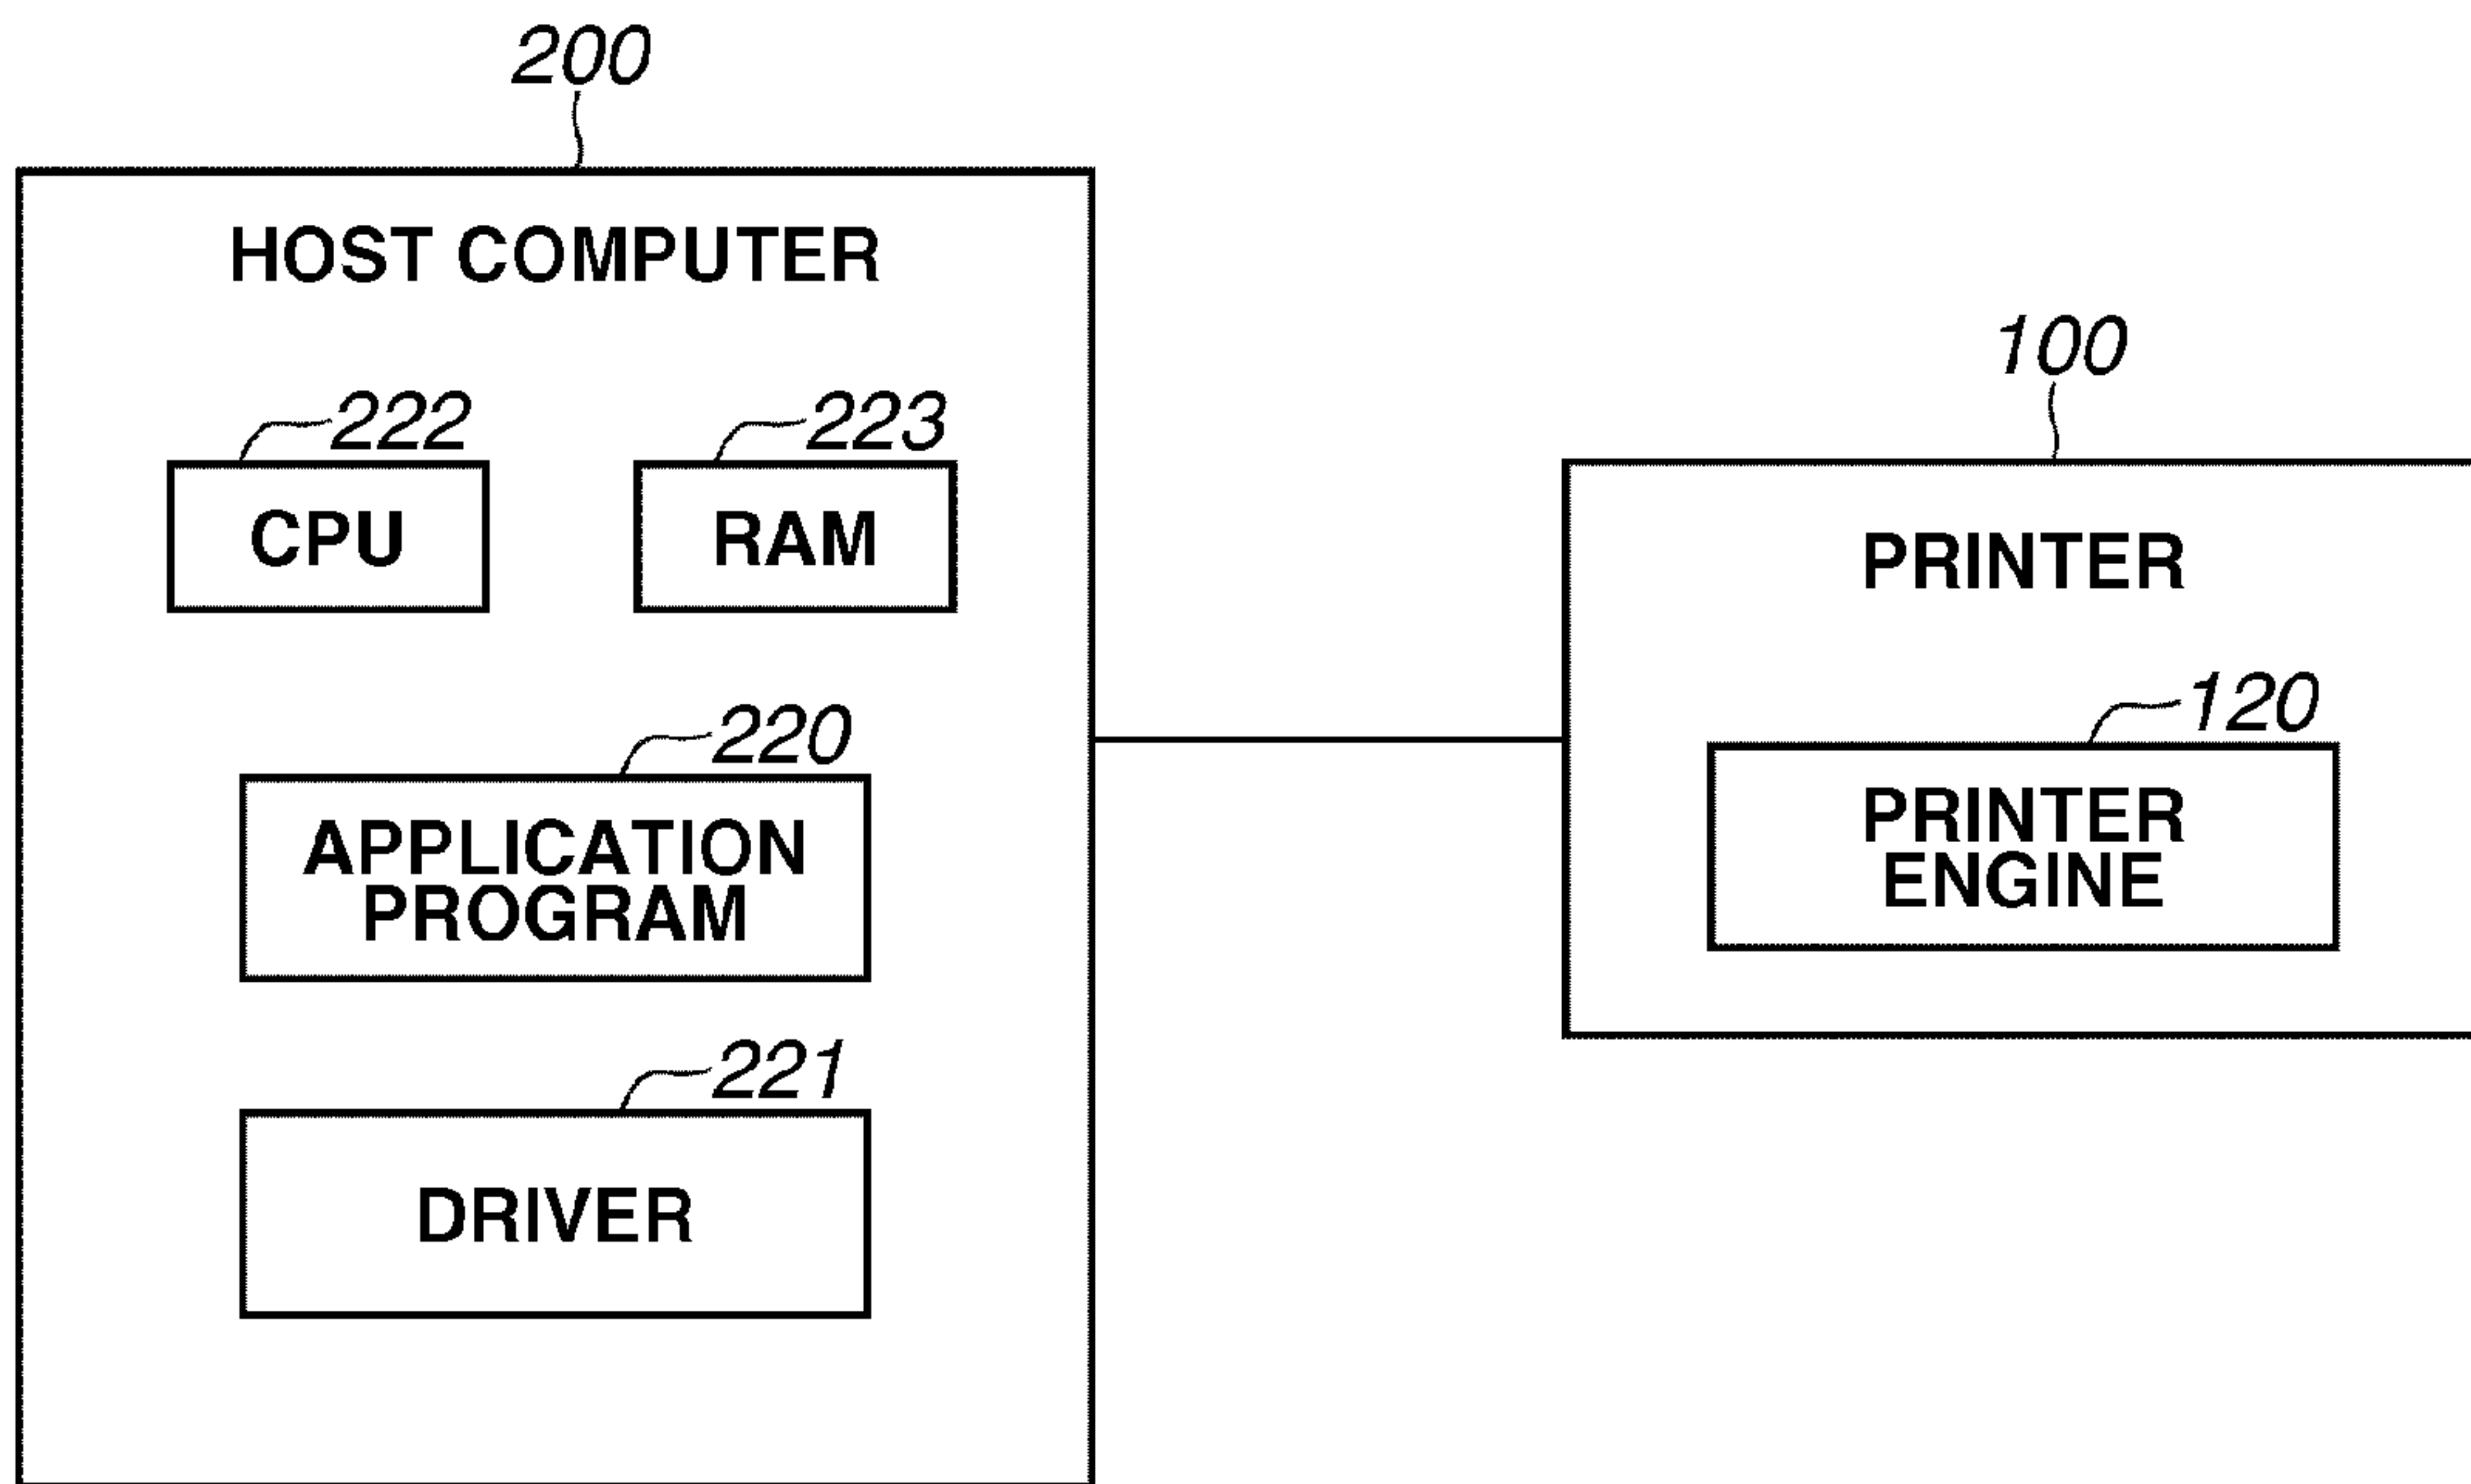 200
HOST COMPUTER
222
223
CPU
RAM
220
APPLICATION
PROGRAM
221
DRIVER
100
PRINTER
120
PRINTER
ENGINE